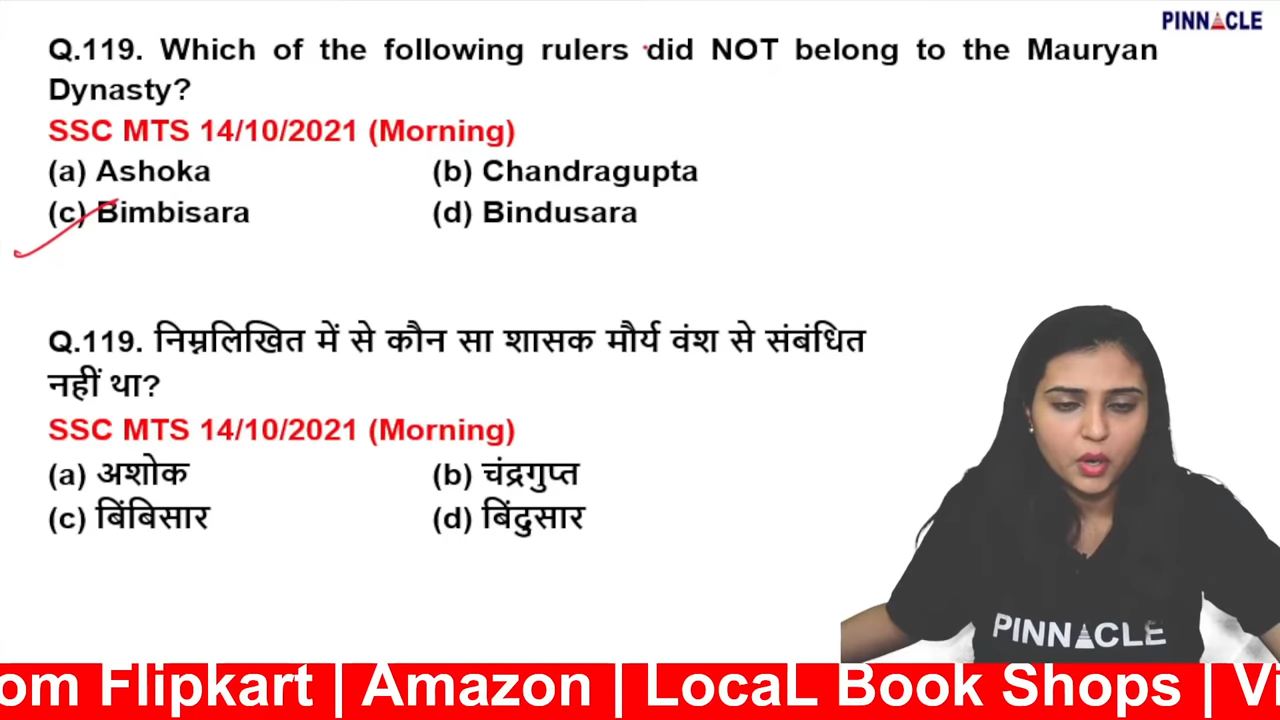 PINNACLE
Q.119. Which of the following rulers did NOT belong to the Mauryan
Dynasty?
SSC MTS 14/10/2021 (Morning)
(a) Ashoka (b) Chandragupta
(c) Bimbisara (d) Bindusara
Q.119. निम्नलिखित में से कौन सा शासक मौर्य वंश से संबंधित
नहीं था?
SSC MTS 14/10/2021 (Morning)
(a) अशोक (b) चंद्रगुप्त
(c) बिंबिसार (d) बिंदुसार
PINNACLE
om Flipkart | Amazon | LocaL Book Shops | Vi